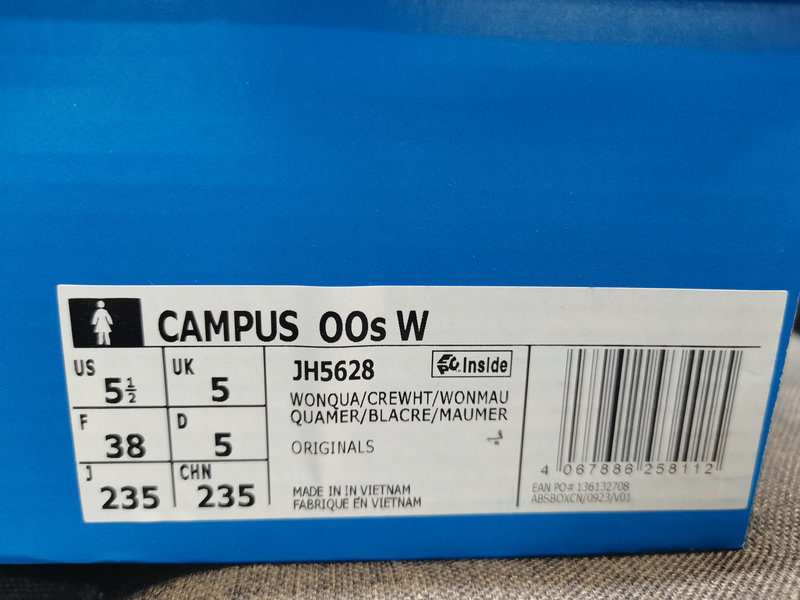 CAMPUS 00s W
US 5½ UK 5
F 38 D 5
J 235 CHN 235
JH5628
Inside
WONQUA/CREWHT/WONMAU
QUAMER/BLACRE/MAUMER
ORIGINALS
MADE IN IN VIETNAM
FABRIQUE EN VIETNAM
4 067886 258112
EAN PO# 136132708
ABSBOXCN/0923/V01